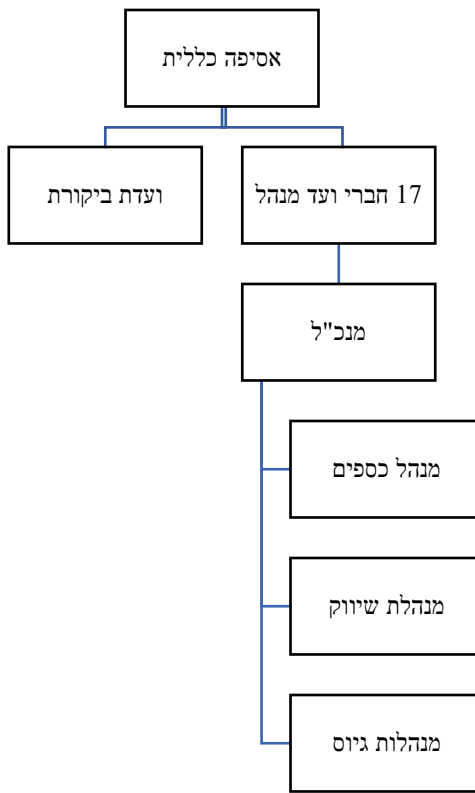 אסיפה כללית
17 חברי ועד מנהל
ועדת ביקורת
מנכ"ל
מנהל כספים
מנהלת שיווק
מנהלות גיוס